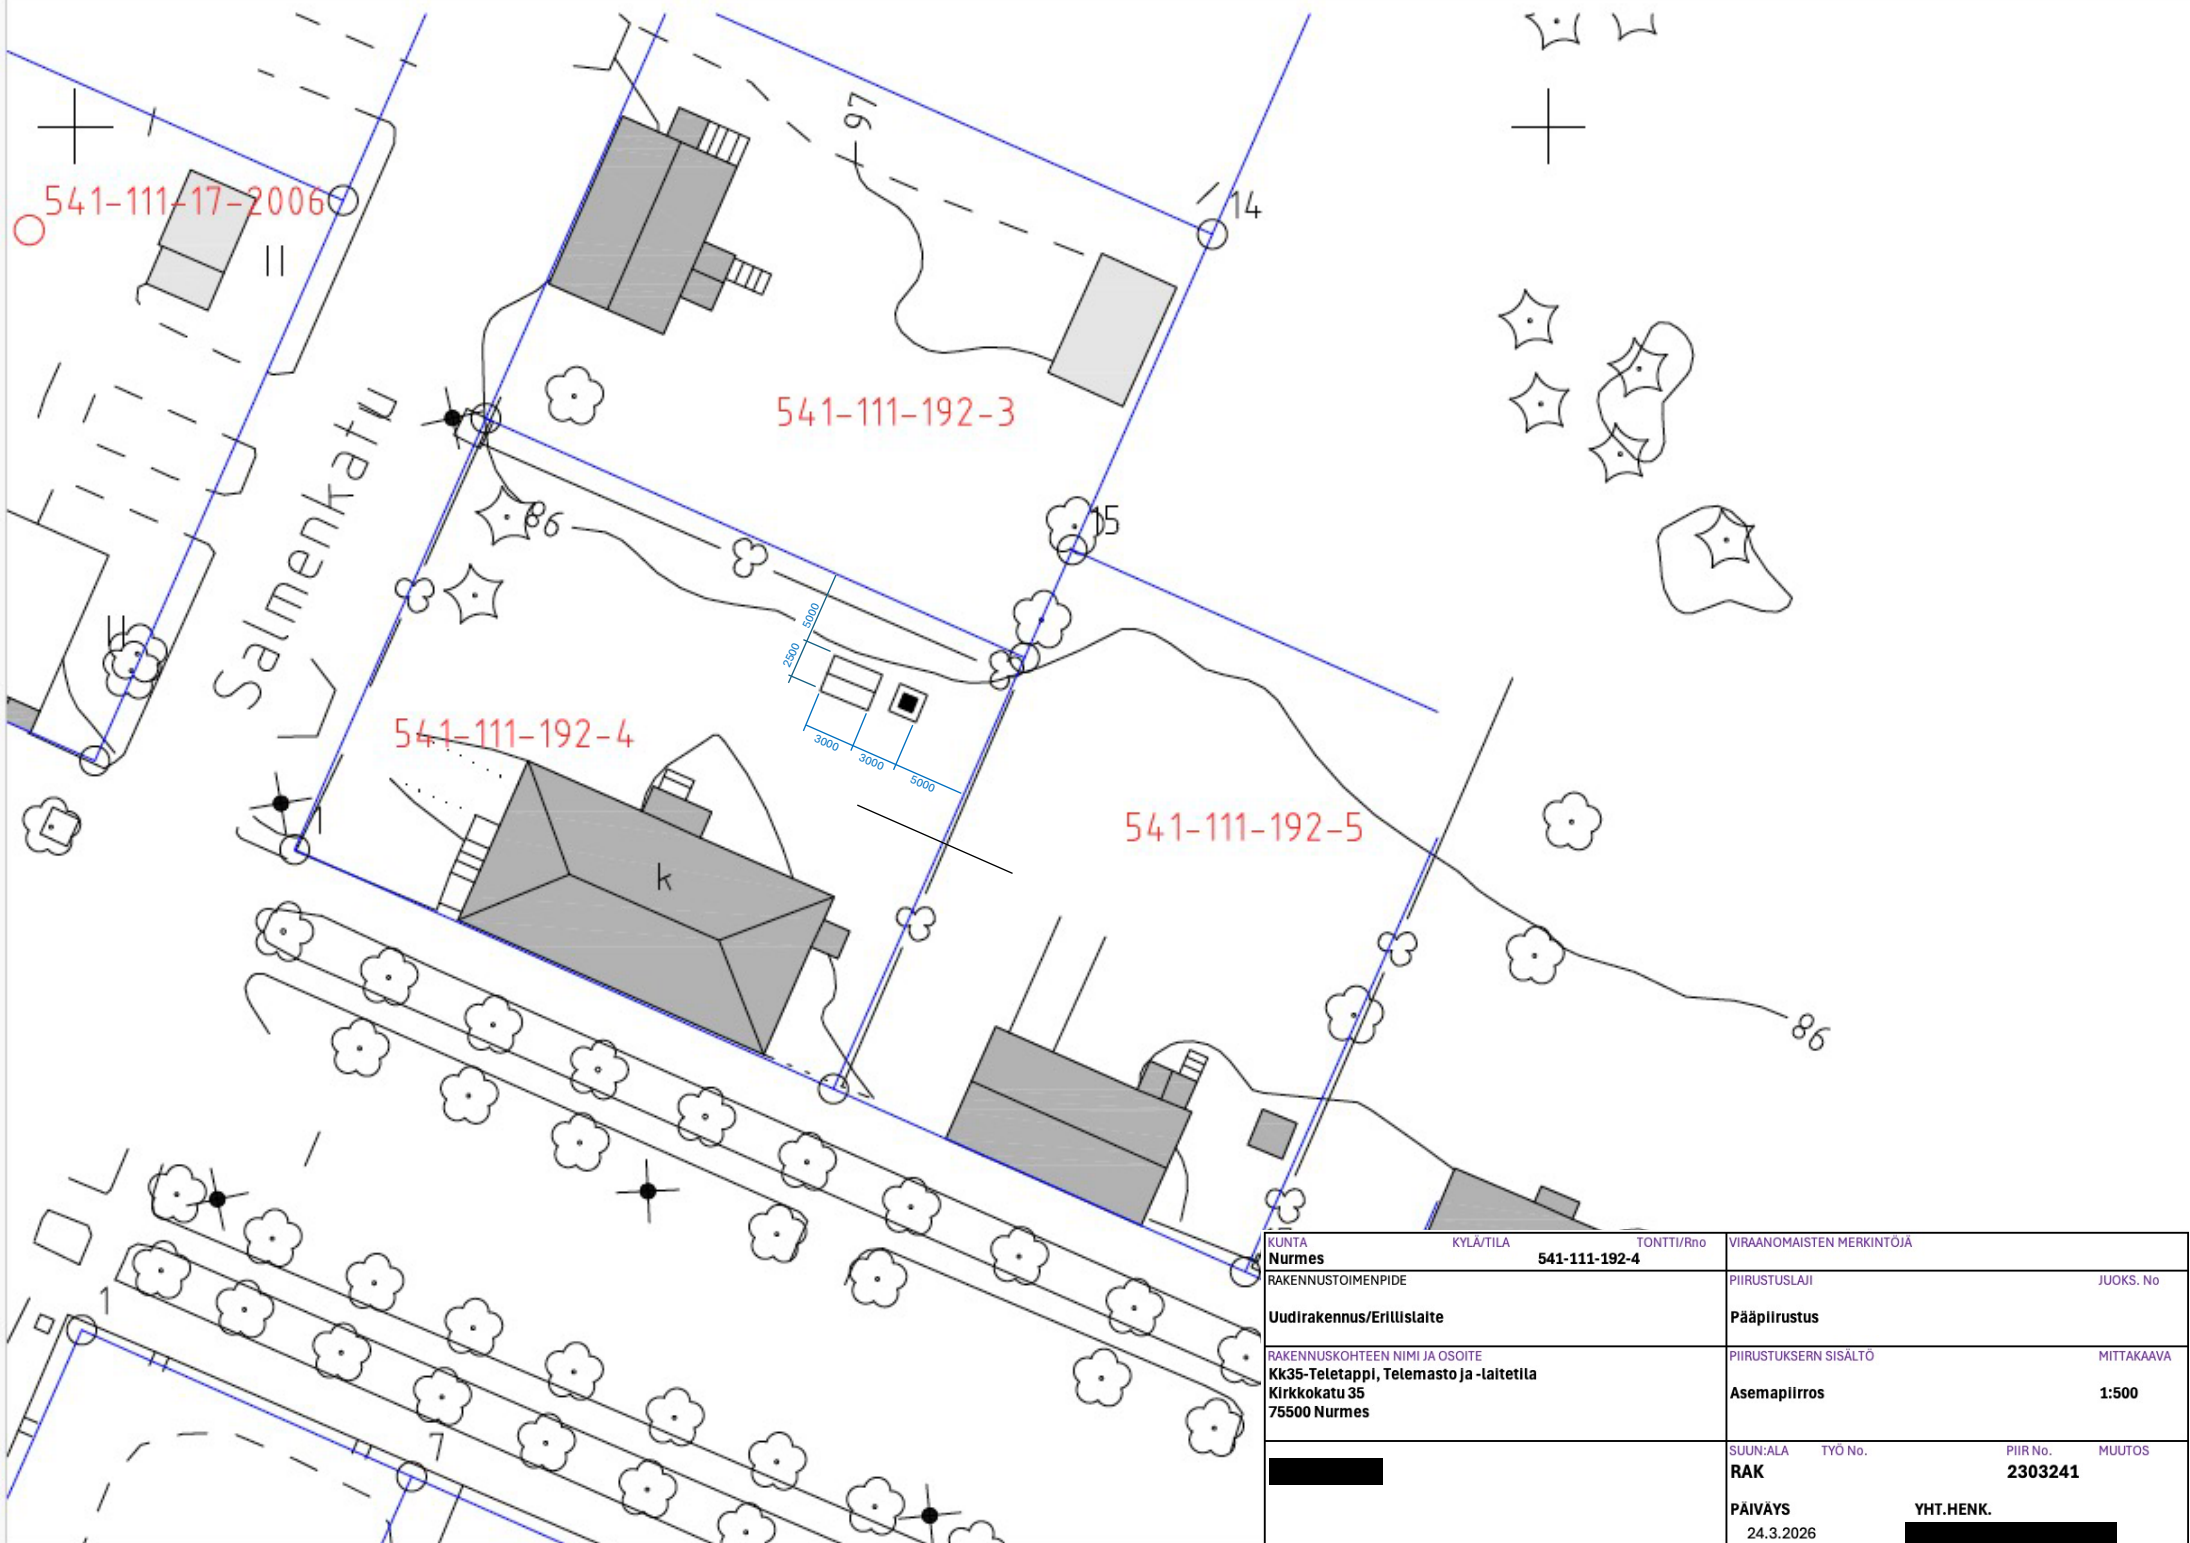 97
14
541-111-17-2006
II
541-111-192-3
Salmenkatu
98
15
5000
2500
II
541-111-192-4
3000
3000
5000
1
541-111-192-5
k
98
1
7
KUNTA KYLÄ/TILA TONTTI/Rno
Nurmes 541-111-192-4
VIRAANOMAISTEN MERKINTÖJÄ
RAKENNUSTOIMENPIDE
Uudirakennus/Erillislaite
PIIRUSTUSLAJI JUOKS. No
Pääpiirustus
RAKENNUSKOHTEEN NIMI JA OSOITE
Kk35-Teletappi, Telemasto ja -laitetila
Kirkkokatu 35
75500 Nurmes
PIIRUSTUKSERN SISÄLTÖ MITTAKAAVA
Asemapiirros 1:500
SUUN:ALA TYÖ No. PIIR No. MUUTOS
RAK 2303241
PÄIVÄYS YHT.HENK.
24.3.2026